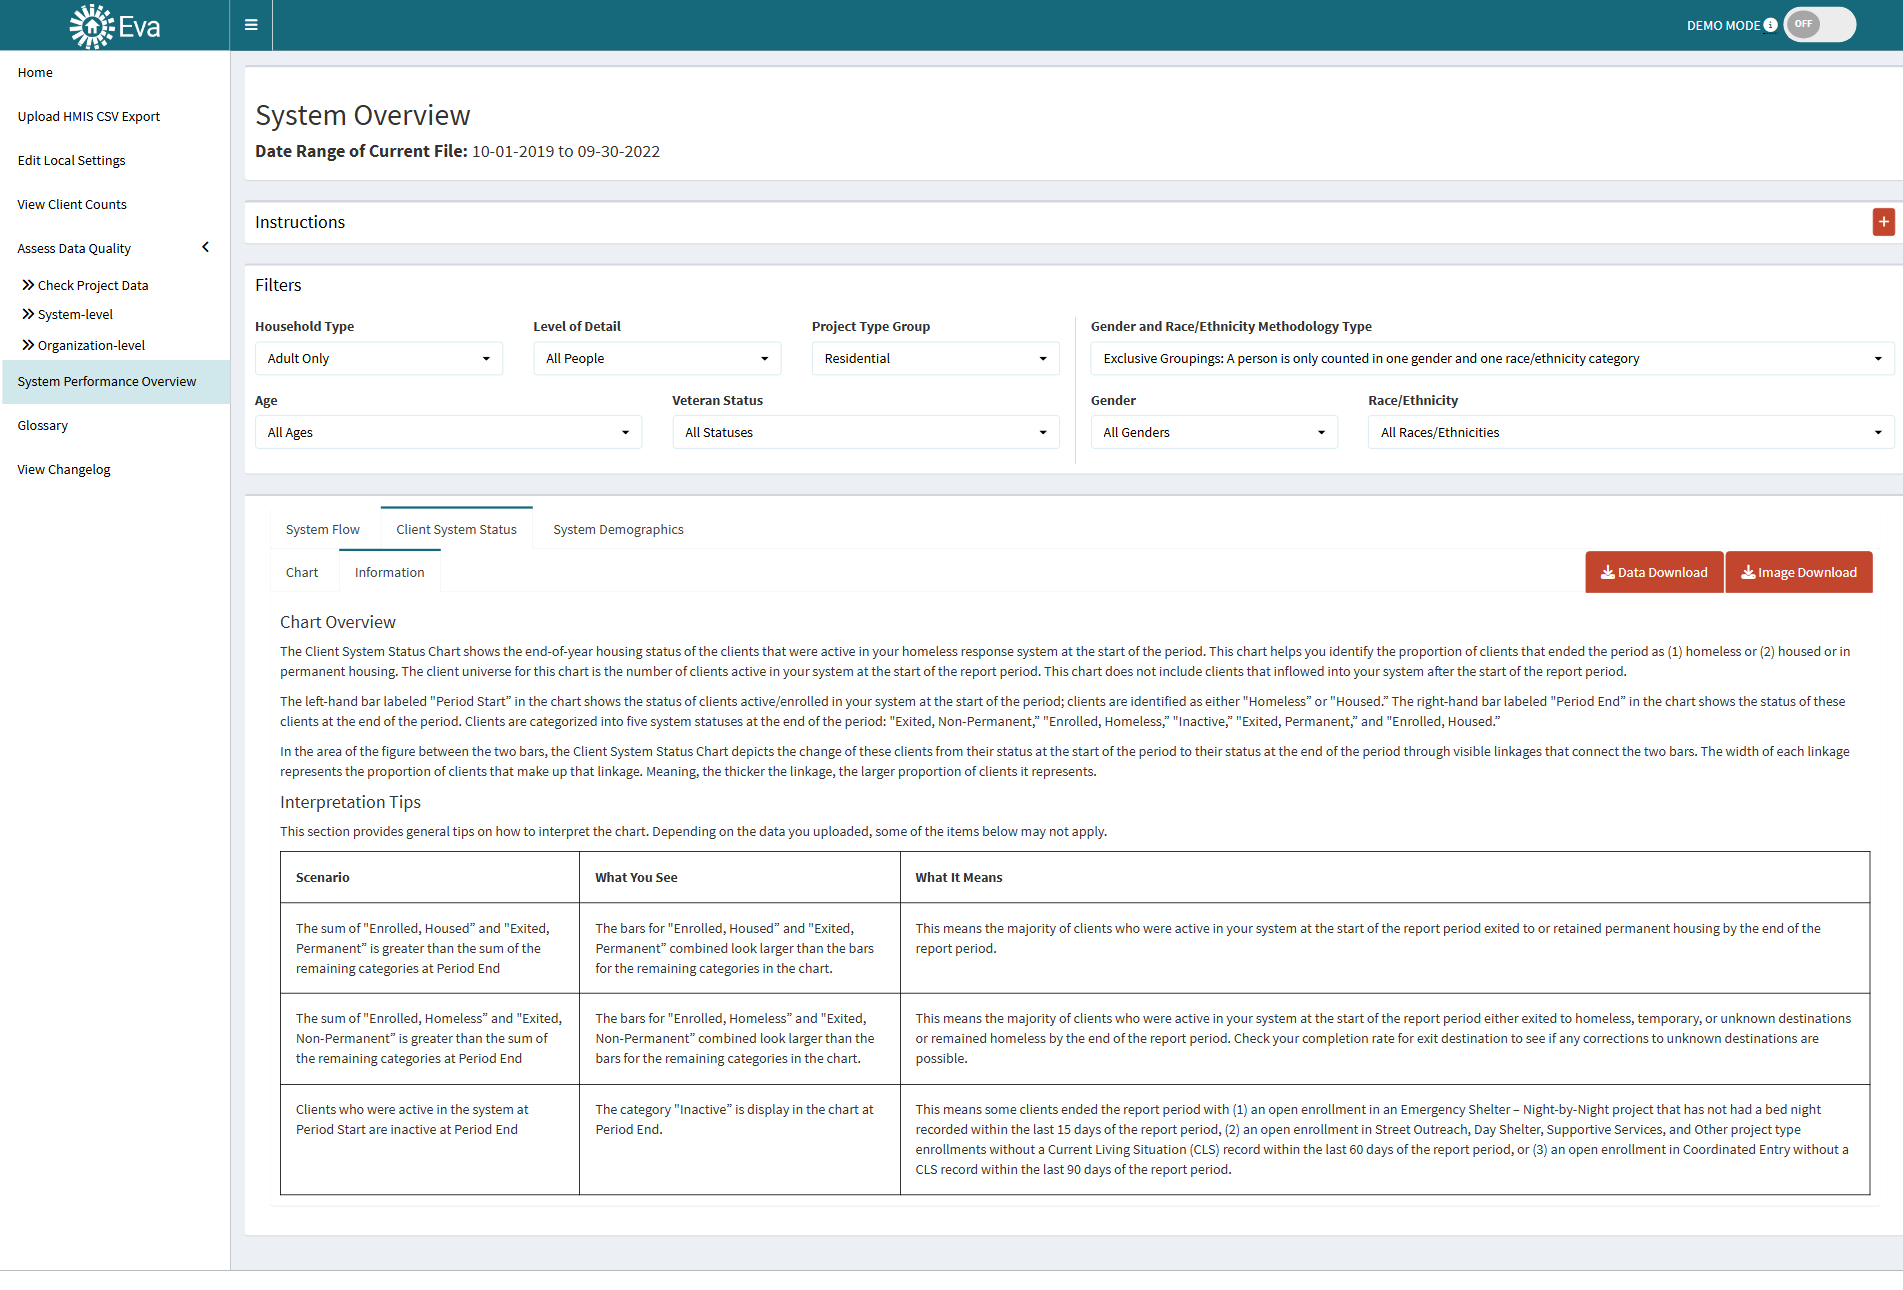 Eva
DEMO MODE
OFF
Home
Upload HMIS CSV Export
Edit Local Settings
View Client Counts
Assess Data Quality
Check Project Data
System-level
Organization-level
System Performance Overview
Glossary
View Changelog
System Overview
Date Range of Current File: 10-01-2019 to 09-30-2022
Instructions
Filters
Household Type
Level of Detail
Project Type Group
Gender and Race/Ethnicity Methodology Type
Adult Only
All People
Residential
Exclusive Groupings: A person is only counted in one gender and one race/ethnicity category
Age
Veteran Status
Gender
Race/Ethnicity
All Ages
All Statuses
All Genders
All Races/Ethnicities
System Flow
Client System Status
System Demographics
Chart
Information
Data Download
Image Download
Chart Overview
The Client System Status Chart shows the end-of-year housing status of the clients that were active in your homeless response system at the start of the period. This chart helps you identify the proportion of clients that ended the period as (1) homeless or (2) housed or in
permanent housing. The client universe for this chart is the number of clients active in your system at the start of the report period. This chart does not include clients that inflowed into your system after the start of the report period.
The left-hand bar labeled "Period Start” in the chart shows the status of clients active/enrolled in your system at the start of the period; clients are identified as either "Homeless” or "Housed.” The right-hand bar labeled "Period End” in the chart shows the status of these
clients at the end of the period. Clients are categorized into five system statuses at the end of the period: "Exited, Non-Permanent,” "Enrolled, Homeless,” "Inactive,” "Exited, Permanent,” and "Enrolled, Housed.”
In the area of the figure between the two bars, the Client System Status Chart depicts the change of these clients from their status at the start of the period to their status at the end of the period through visible linkages that connect the two bars. The width of each linkage
represents the proportion of clients that make up that linkage. Meaning, the thicker the linkage, the larger proportion of clients it represents.
Interpretation Tips
This section provides general tips on how to interpret the chart. Depending on the data you uploaded, some of the items below may not apply.
Scenario
What You See
What It Means
The sum of "Enrolled, Housed” and "Exited,
Permanent” is greater than the sum of the
remaining categories at Period End
The bars for "Enrolled, Housed” and "Exited,
Permanent” combined look larger than the bars
for the remaining categories in the chart.
This means the majority of clients who were active in your system at the start of the report period exited to or retained permanent housing by the end of the
report period.
The sum of "Enrolled, Homeless” and "Exited,
Non-Permanent” is greater than the sum of
the remaining categories at Period End
The bars for "Enrolled, Homeless” and "Exited,
Non-Permanent” combined look larger than the
bars for the remaining categories in the chart.
This means the majority of clients who were active in your system at the start of the report period either exited to homeless, temporary, or unknown destinations
or remained homeless by the end of the report period. Check your completion rate for exit destination to see if any corrections to unknown destinations are
possible.
Clients who were active in the system at
Period Start are inactive at Period End
The category "Inactive” is display in the chart at
Period End.
This means some clients ended the report period with (1) an open enrollment in an Emergency Shelter – Night-by-Night project that has not had a bed night
recorded within the last 15 days of the report period, (2) an open enrollment in Street Outreach, Day Shelter, Supportive Services, and Other project type
enrollments without a Current Living Situation (CLS) record within the last 60 days of the report period, or (3) an open enrollment in Coordinated Entry without a
CLS record within the last 90 days of the report period.